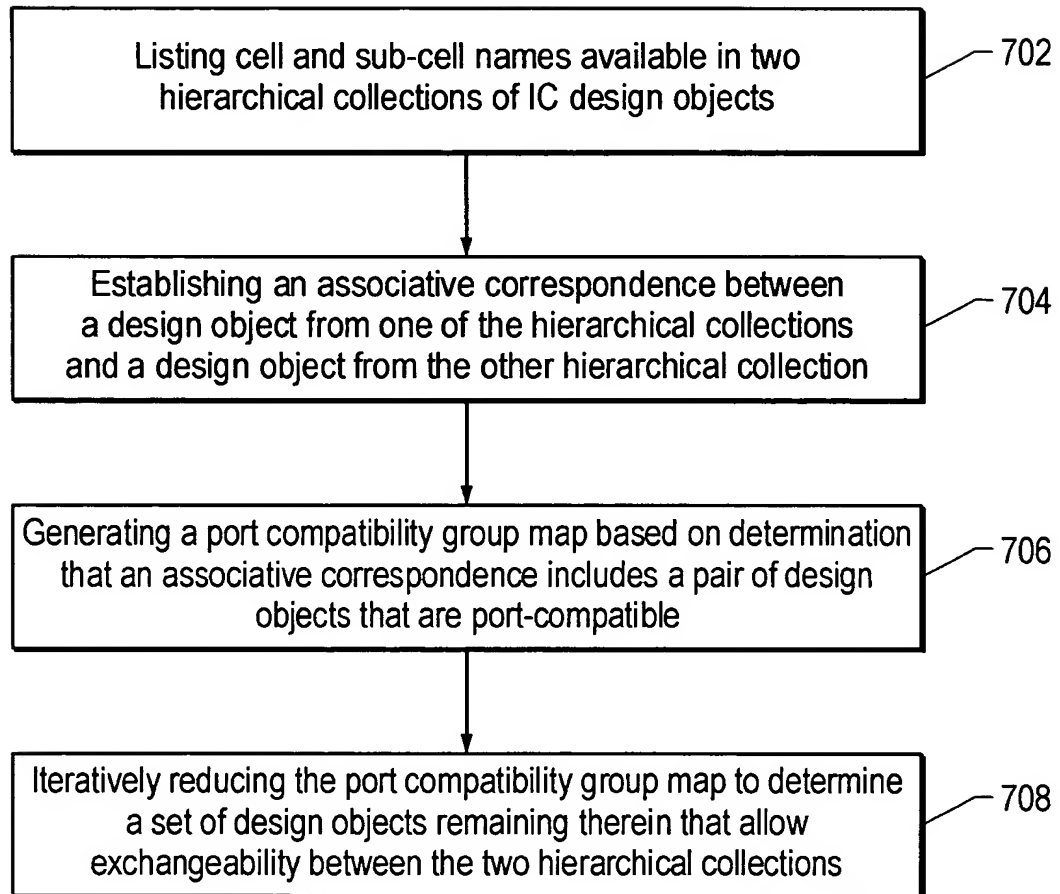 Listing cell and sub-cell names available in two
hierarchical collections of IC design objects
702
Establishing an associative correspondence between
a design object from one of the hierarchical collections
and a design object from the other hierarchical collection
704
Generating a port compatibility group map based on determination
that an associative correspondence includes a pair of design
objects that are port-compatible
706
Iteratively reducing the port compatibility group map to determine
a set of design objects remaining therein that allow
exchangeability between the two hierarchical collections
708